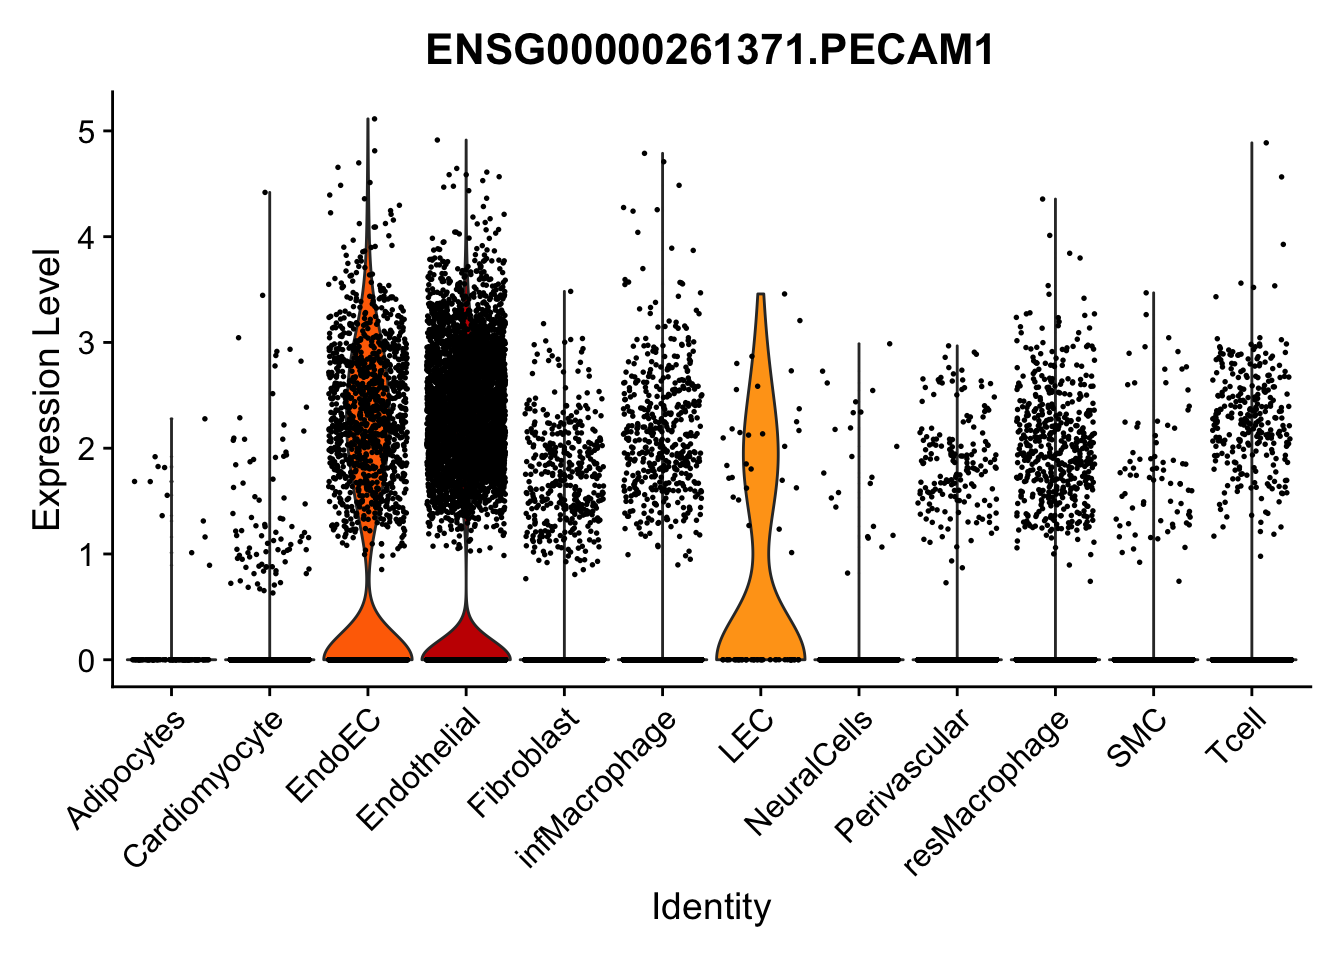 ENSG00000261371.PECAM1
Expression Level
5
4
3
2
1
0
Adipocytes
Cardiomyocyte
EndoEC
Endothelial
Fibroblast
infMacrophage
LEC
NeuralCells
Perivascular
resMacrophage
SMC
Tcell
Identity